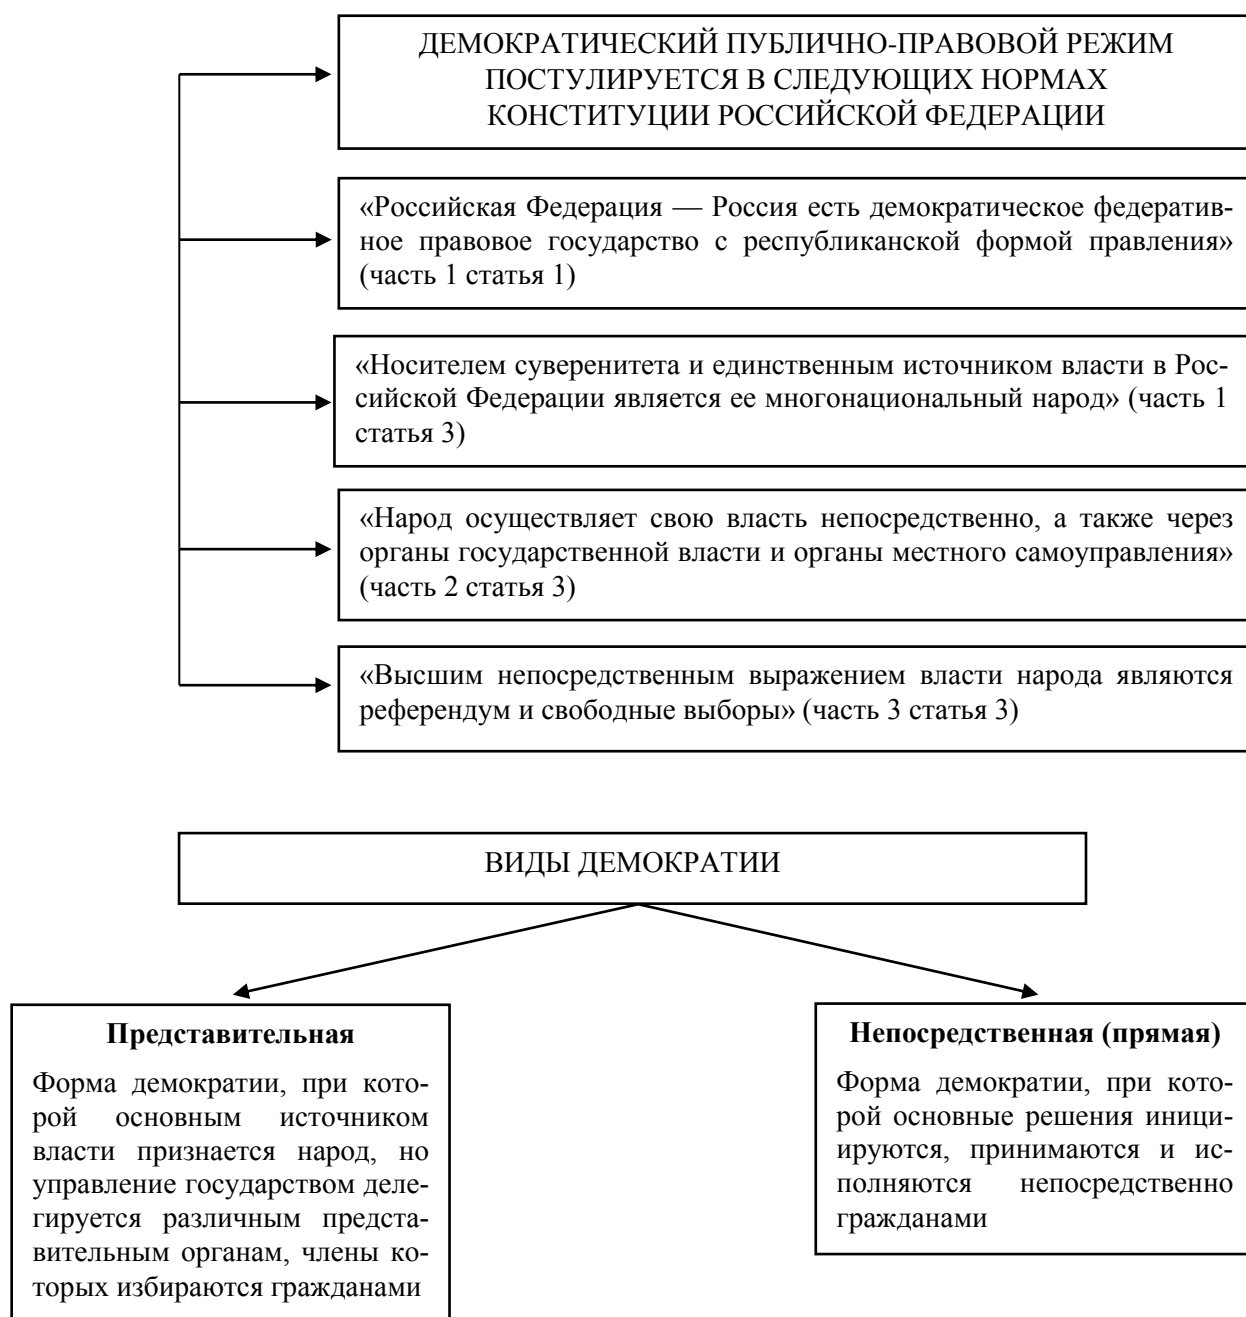 ДЕМОКРАТИЧЕСКИЙ ПУБЛИЧНО-ПРАВОВОЙ РЕЖИМ
ПОСТУЛИРУЕТСЯ В СЛЕДУЮЩИХ НОРМАХ
КОНСТИТУЦИИ РОССИЙСКОЙ ФЕДЕРАЦИИ
«Российская Федерация — Россия есть демократическое федератив-
ное правовое государство с республиканской формой правления»
(часть 1 статья 1)
«Носителем суверенитета и единственным источником власти в Рос-
сийской Федерации является ее многонациональный народ» (часть 1
статья 3)
«Народ осуществляет свою власть непосредственно, а также через
органы государственной власти и органы местного самоуправления»
(часть 2 статья 3)
«Высшим непосредственным выражением власти народа являются
референдум и свободные выборы» (часть 3 статья 3)
ВИДЫ ДЕМОКРАТИИ
Представительная
Форма демократии, при кото-
рой основным источником
власти признается народ, но
управление государством деле-
гируется различным предста-
вительным органам, члены ко-
торых избираются гражданами
Непосредственная (прямая)
Форма демократии, при кото-
рой основные решения иници-
ируются, принимаются и ис-
полняются непосредственно
гражданами